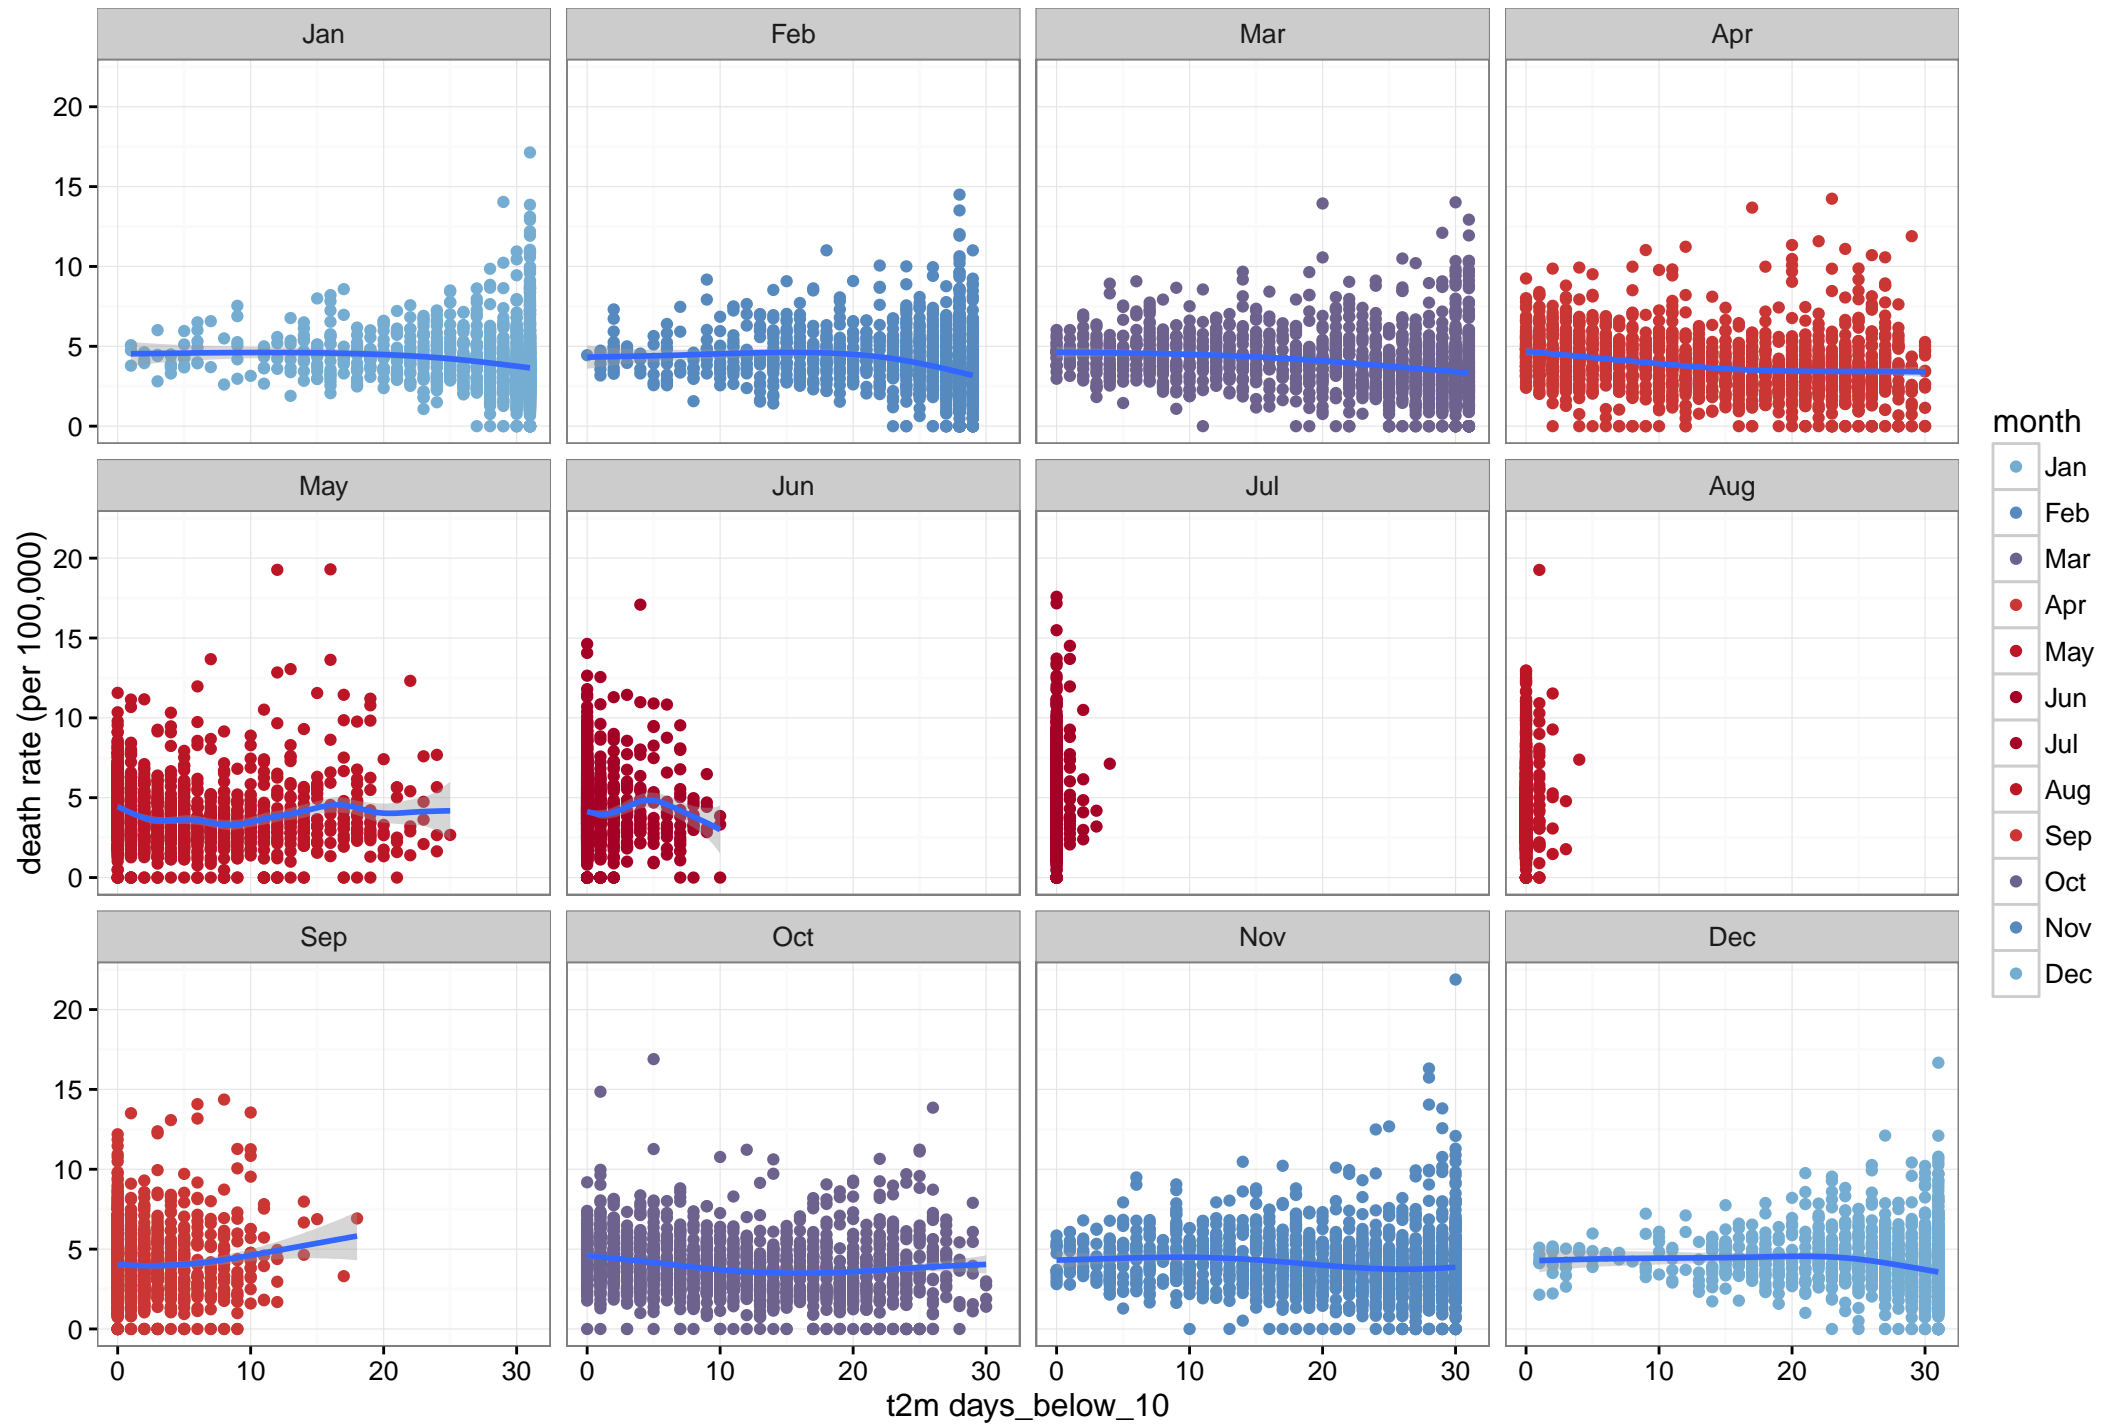 Jan Feb Mar Apr
20
15
10
5
0
May Jun Jul Aug
20
15
10
5
0
Sep Oct Nov Dec
20
15
10
5
0
0 10 20 30 0 10 20 30 0 10 20 30 0 10 20 30
t2m days_below_10
death rate (per 100,000)
month
Jan
Feb
Mar
Apr
May
Jun
Jul
Aug
Sep
Oct
Nov
Dec